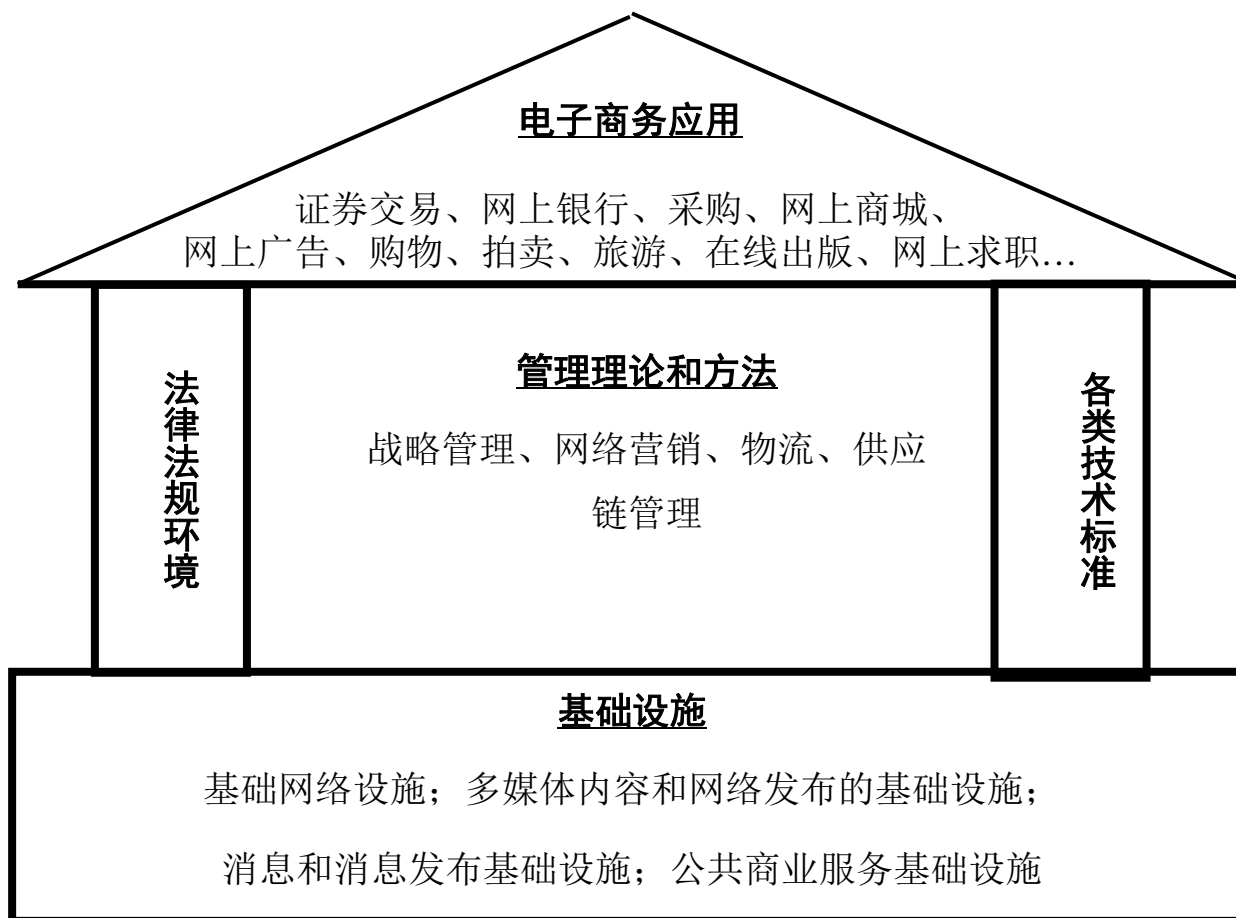 电子商务应用
证券交易、网上银行、采购、网上商城、
网上广告、购物、拍卖、旅游、在线出版、网上求职…
法律法规环境
管理理论和方法
战略管理、网络营销、物流、供应
链管理
各类技术标准
基础设施
基础网络设施；多媒体内容和网络发布的基础设施；
消息和消息发布基础设施；公共商业服务基础设施